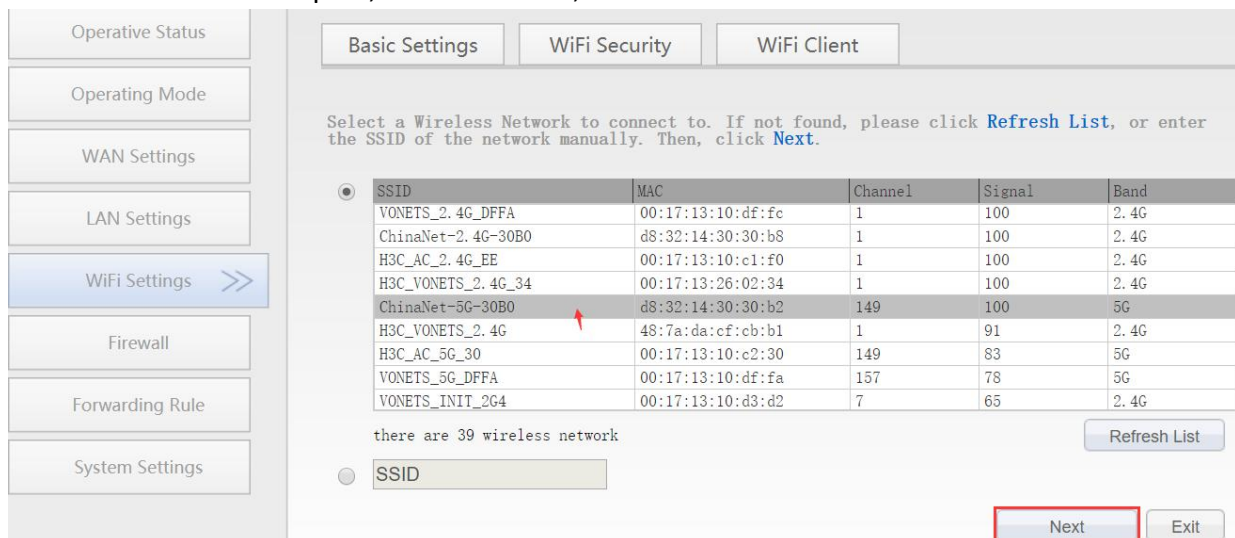 Operative Status
Operating Mode
WAN Settings
LAN Settings
WiFi Settings >>
Firewall
Forwarding Rule
System Settings
Basic Settings WiFi Security WiFi Client
Select a Wireless Network to connect to. If not found, please click Refresh List, or enter
the SSID of the network manually. Then, click Next.
SSID MAC Channel Signal Band
VONETS_2.4G_DFFA 00:17:13:10:df:fc 1 100 2.4G
ChinaNet-2.4G-30B0 d8:32:14:30:30:b8 1 100 2.4G
H3C_AC_2.4G_EE 00:17:13:10:c1:f0 1 100 2.4G
H3C_VONETS_2.4G_34 00:17:13:26:02:34 1 100 2.4G
ChinaNet-5G-30B0 d8:32:14:30:30:b2 149 100 5G
H3C_VONETS_2.4G 48:7a:da:cf:cb:b1 1 91 2.4G
H3C_AC_5G_30 00:17:13:10:c2:30 149 83 5G
VONETS_5G_DFFA 00:17:13:10:df:fa 157 78 5G
VONETS_INIT_2G4 00:17:13:10:d3:d2 7 65 2.4G
there are 39 wireless network
Refresh List
SSID
Next Exit